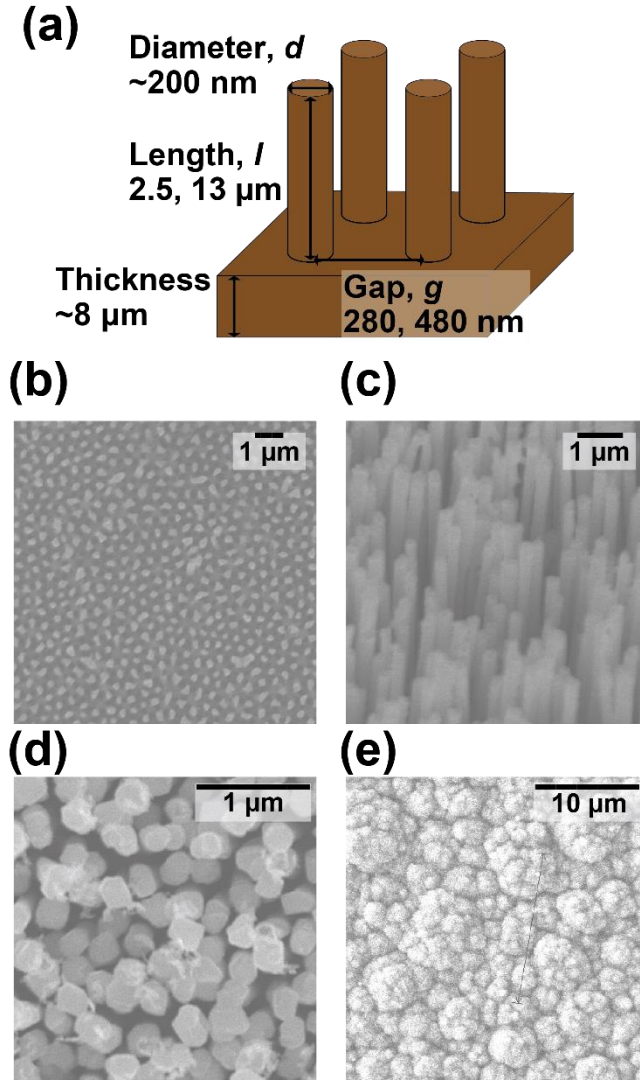 (a)
Diameter, d
~200 nm
Length, l
2.5, 13 µm
Thickness
~8 µm
Gap, g
280, 480 nm
(b)
(c)
1 µm
1 µm
(d)
(e)
1 µm
10 µm